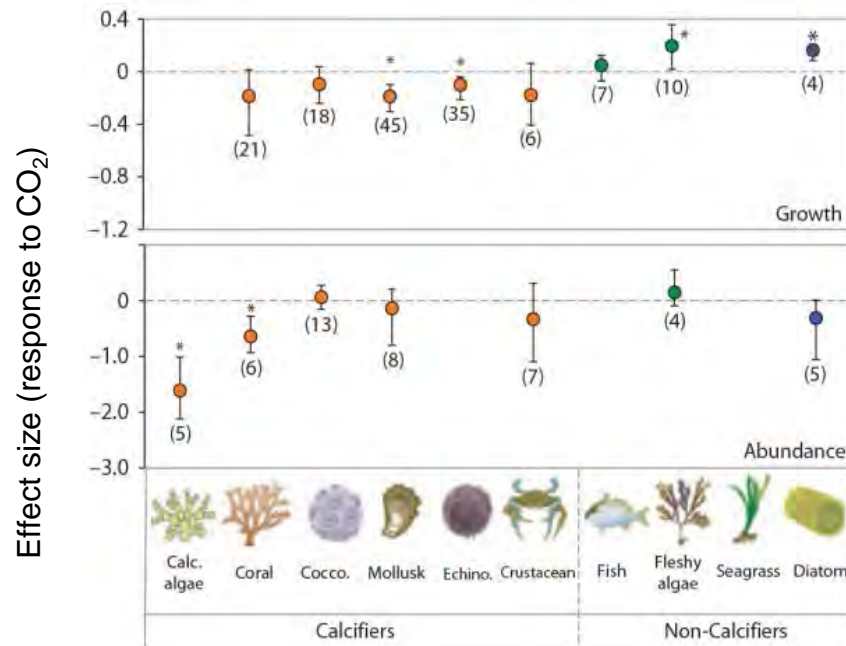 Effect size (response to CO₂)
0.4
0
−0.4
−0.8
−1.2
*
*
*
*
(21)
(18)
(45)
(35)
(6)
(7)
(10)
(4)
Growth
0
−1.0
−2.0
−3.0
*
*
(5)
(6)
(13)
(8)
(7)
(4)
(5)
Abundance
Calc. algae
Coral
Cocco.
Mollusk
Echino.
Crustacean
Fish
Fleshy algae
Seagrass
Diatom
Calcifiers
Non-Calcifiers